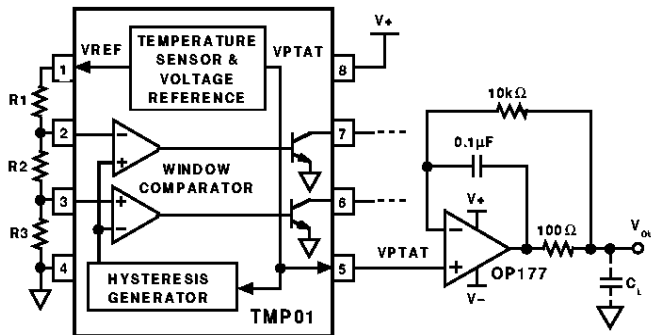 VREF
TEMPERATURE
SENSOR &
VOLTAGE
REFERENCE
VPTAT
V+
1
8
R1
2
7
R2
WINDOW
COMPARATOR
3
6
R3
4
HYSTERESIS
GENERATOR
5
VPTAT
TMP01
10kΩ
0.1µF
V+
100Ω
OP177
V−
CL